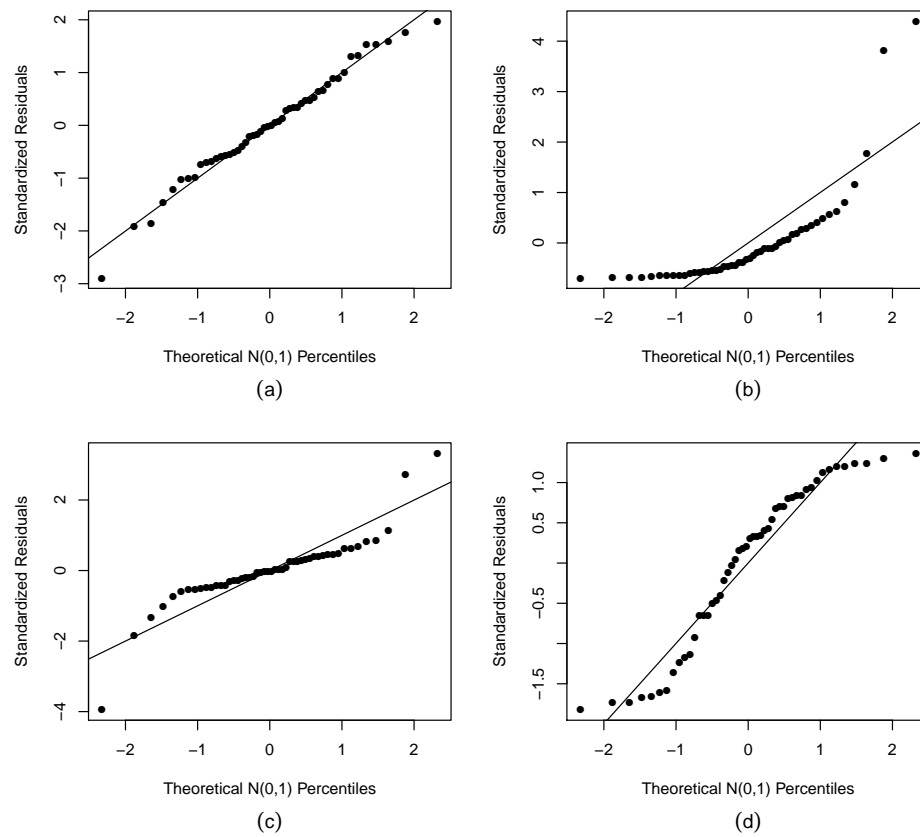 2
1
0
−1
−2
−3
Standardized Residuals
−2 −1 0 1 2
Theoretical N(0,1) Percentiles
(a)
4
3
2
1
0
Standardized Residuals
−2 −1 0 1 2
Theoretical N(0,1) Percentiles
(b)
2
0
−2
−4
Standardized Residuals
−2 −1 0 1 2
Theoretical N(0,1) Percentiles
(c)
1.0
0.5
−0.5
−1.5
Standardized Residuals
−2 −1 0 1 2
Theoretical N(0,1) Percentiles
(d)